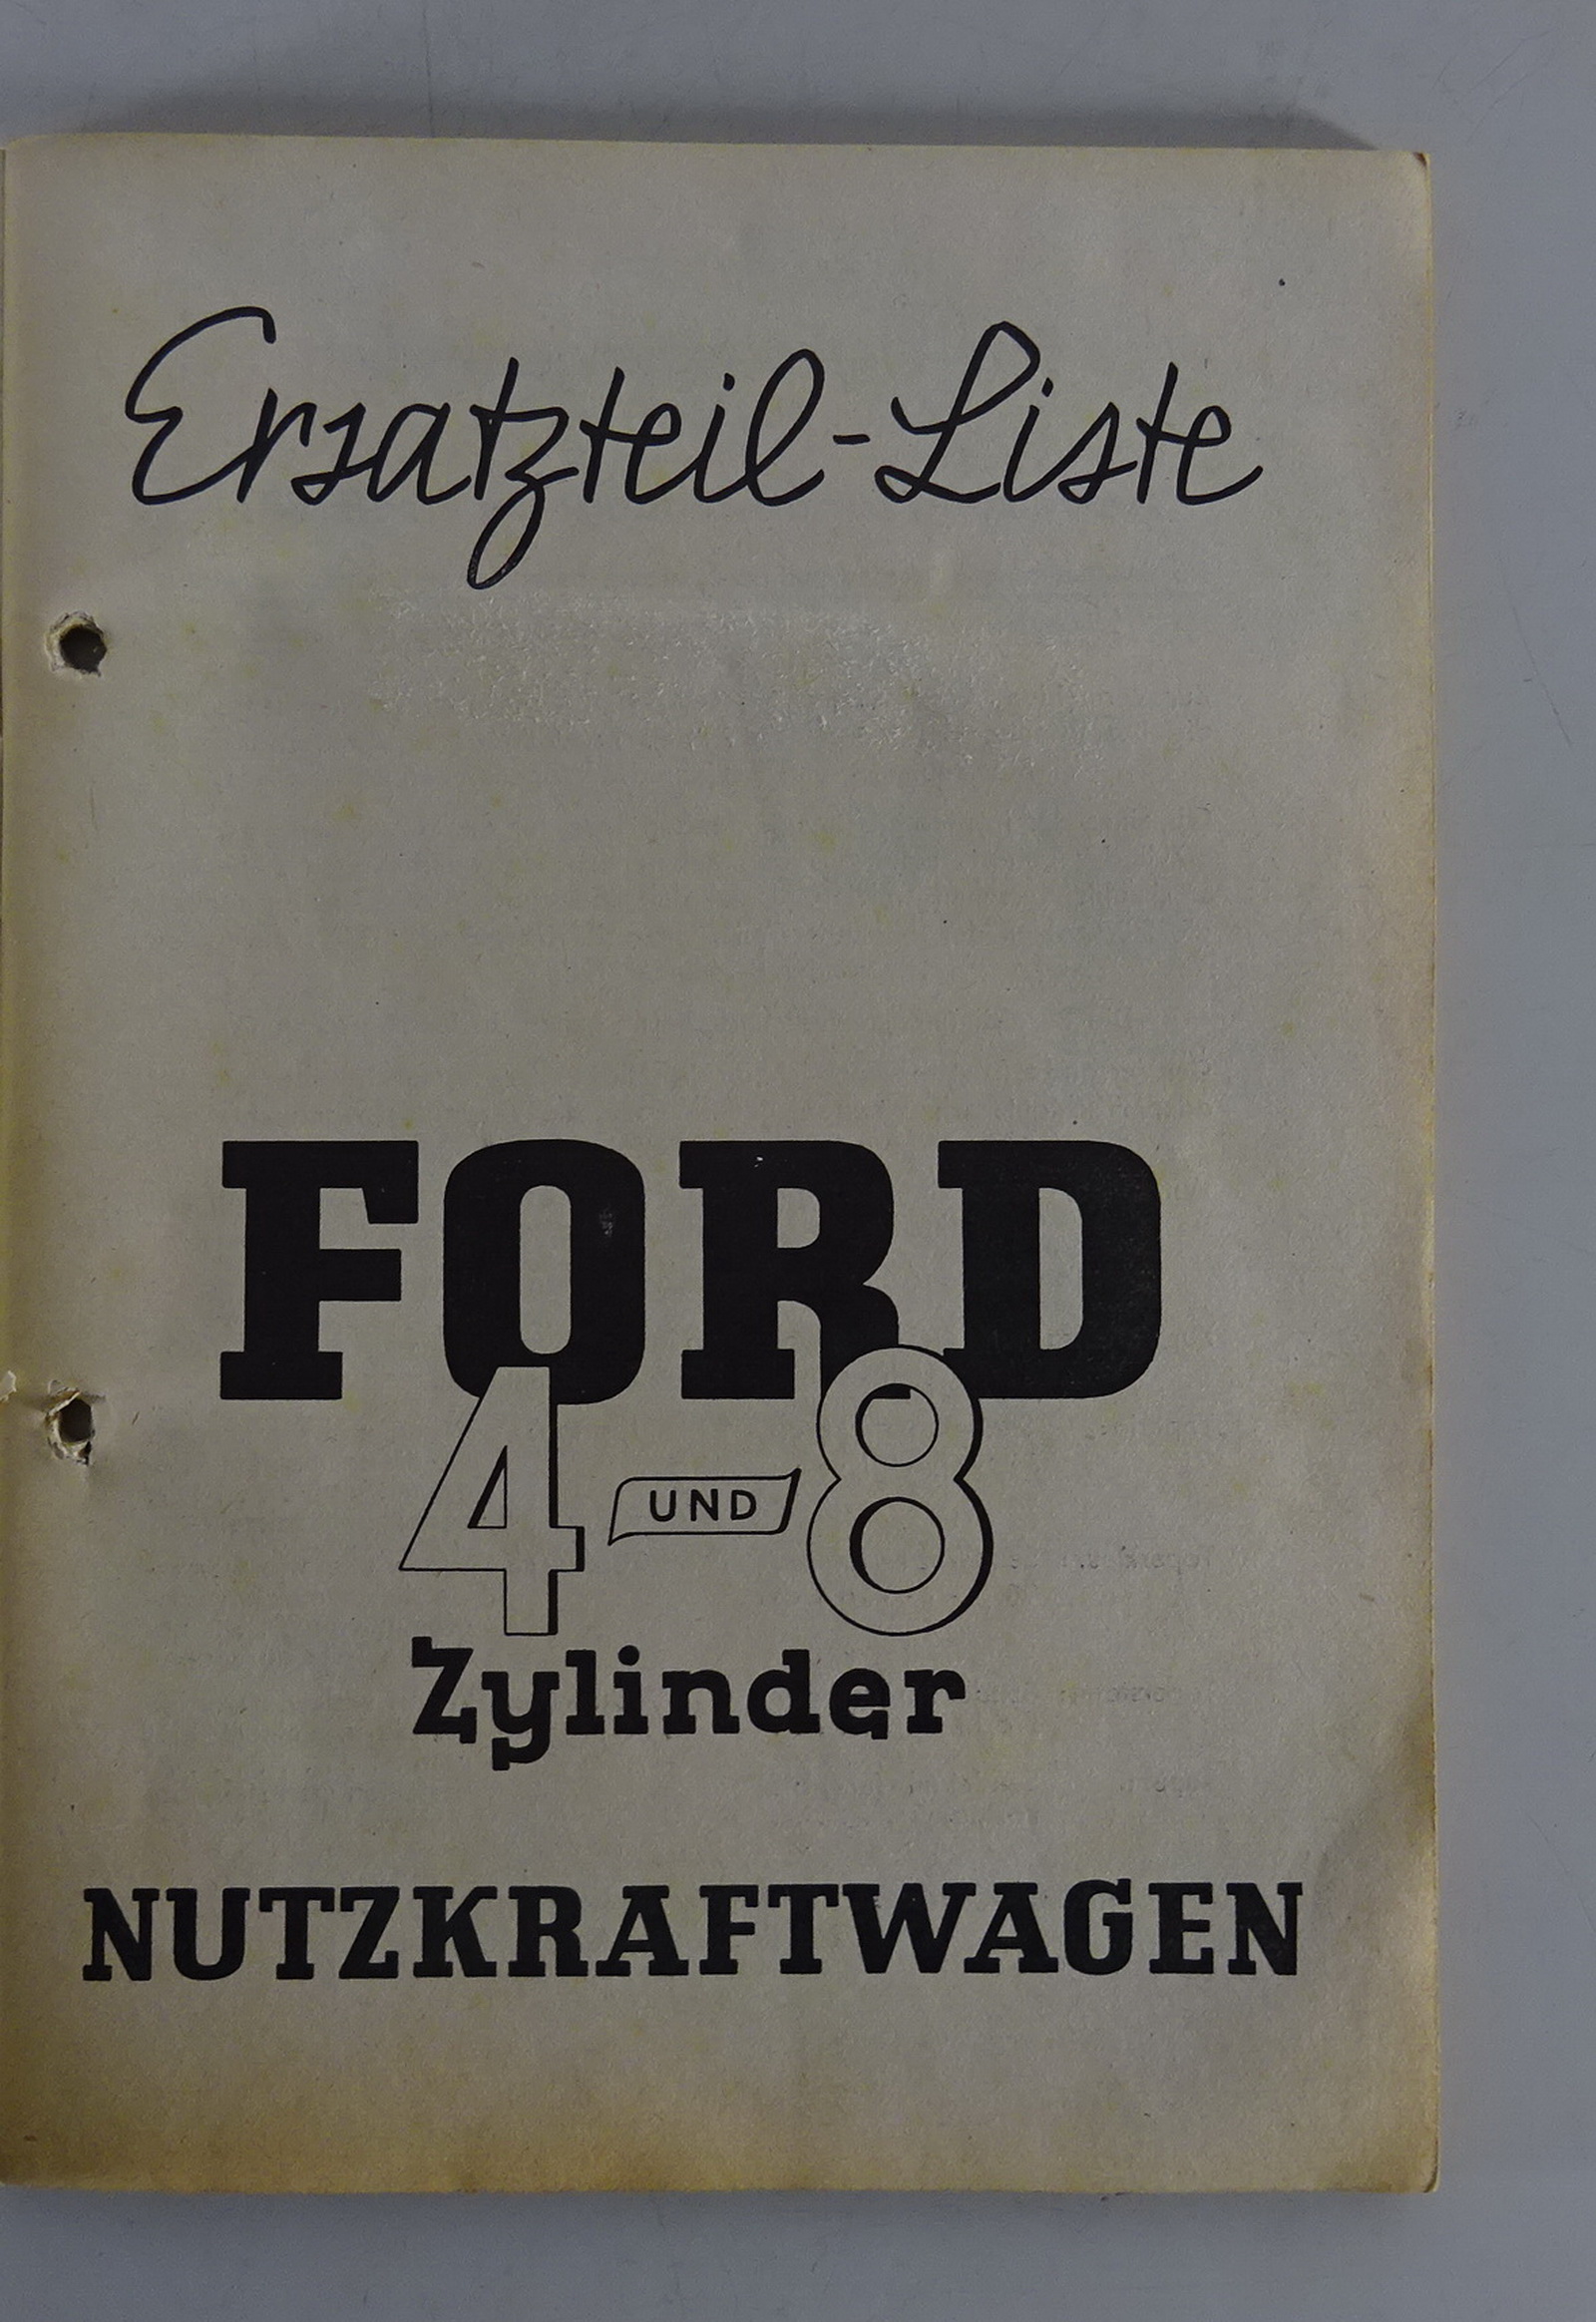 Ersatzteil-Liste
FORD
4 UND 8
Zylinder
NUTZKRAFTWAGEN